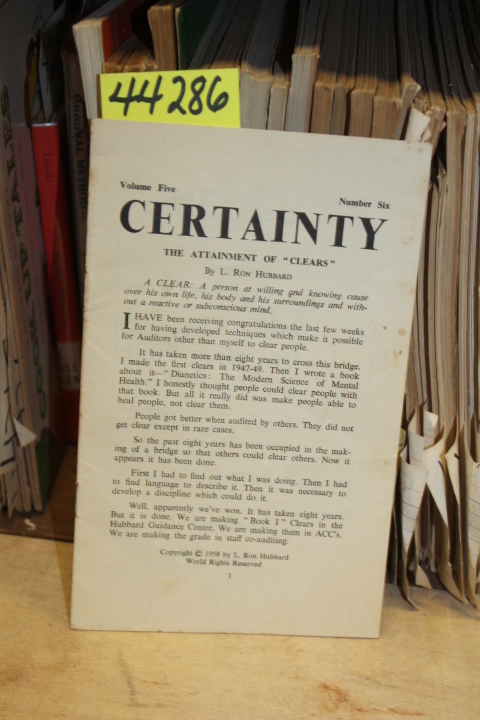 44286
Volume Five
Number Six
CERTAINTY
THE ATTAINMENT OF "CLEARS"
By L. Ron Hubbard
A CLEAR: A person at willing and knowing cause
over his own life, his body and his surroundings and with-
out a reactive or subconscious mind.
I HAVE been receiving congratulations the last few weeks
for having developed techniques which make it possible
for Auditors other than myself to clear people.
It has taken more than eight years to cross this bridge.
I made the first clears in 1947-49. Then I wrote a book
about it—"Dianetics: The Modern Science of Mental
Health." I honestly thought people could clear people with
that book. But all it really did was make people able to
heal people, not clear them.
People got better when audited by others. They did not
get clear except in rare cases.
So the past eight years has been occupied in the mak-
ing of a bridge so that others could clear others. Now it
appears it has been done.
First I had to find out what I was doing. Then I had
to find language to describe it. Then it was necessary to
develop a discipline which could do it.
Well, apparently we've won. It has taken eight years.
But it is done. We are making "Book I" Clears in the
Hubbard Guidance Centre. We are making them in ACC's.
We are making the grade in staff co-auditing.
Copyright © 1958 by L. Ron Hubbard
World Rights Reserved
1